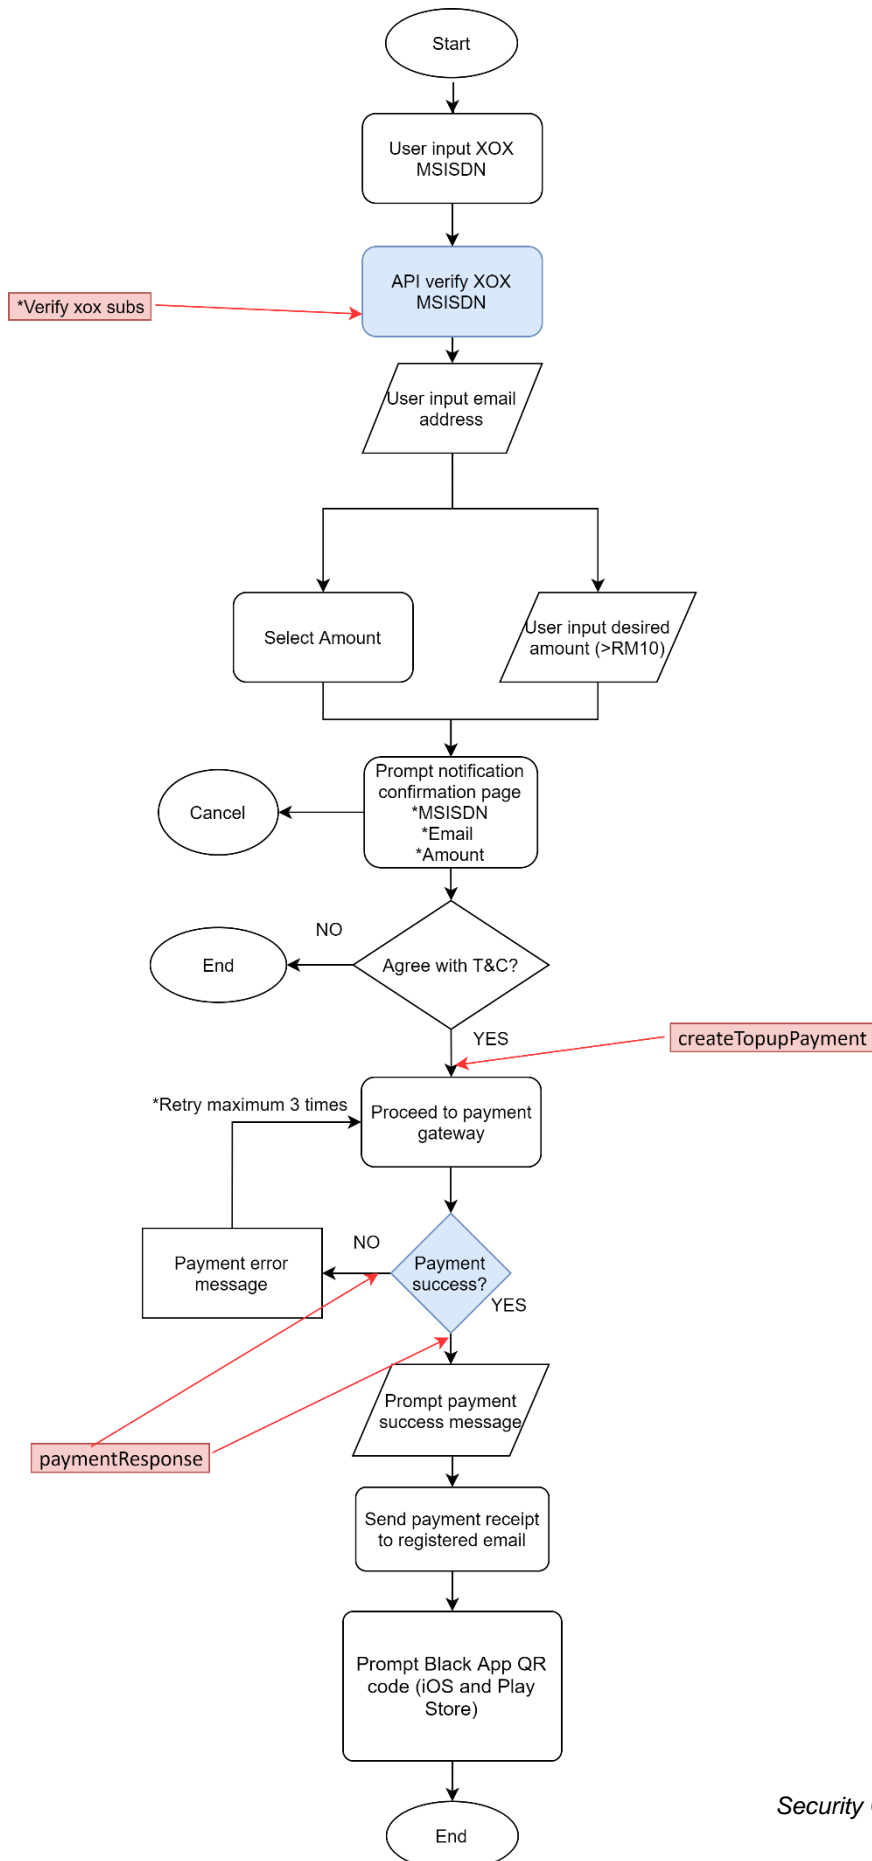 Start
User input XOX
MSISDN
API verify XOX
MSISDN
*Verify xox subs
User input email
address
Select Amount
User input desired
amount (>RM10)
Prompt notification
confirmation page
*MSISDN
*Email
*Amount
Cancel
NO
End
Agree with T&C?
YES
createTopupPayment
*Retry maximum 3 times
Proceed to payment
gateway
Payment error
message
NO
Payment
success?
YES
Prompt payment
success message
paymentResponse
Send payment receipt
to registered email
Prompt Black App QR
code (iOS and Play
Store)
Security
End